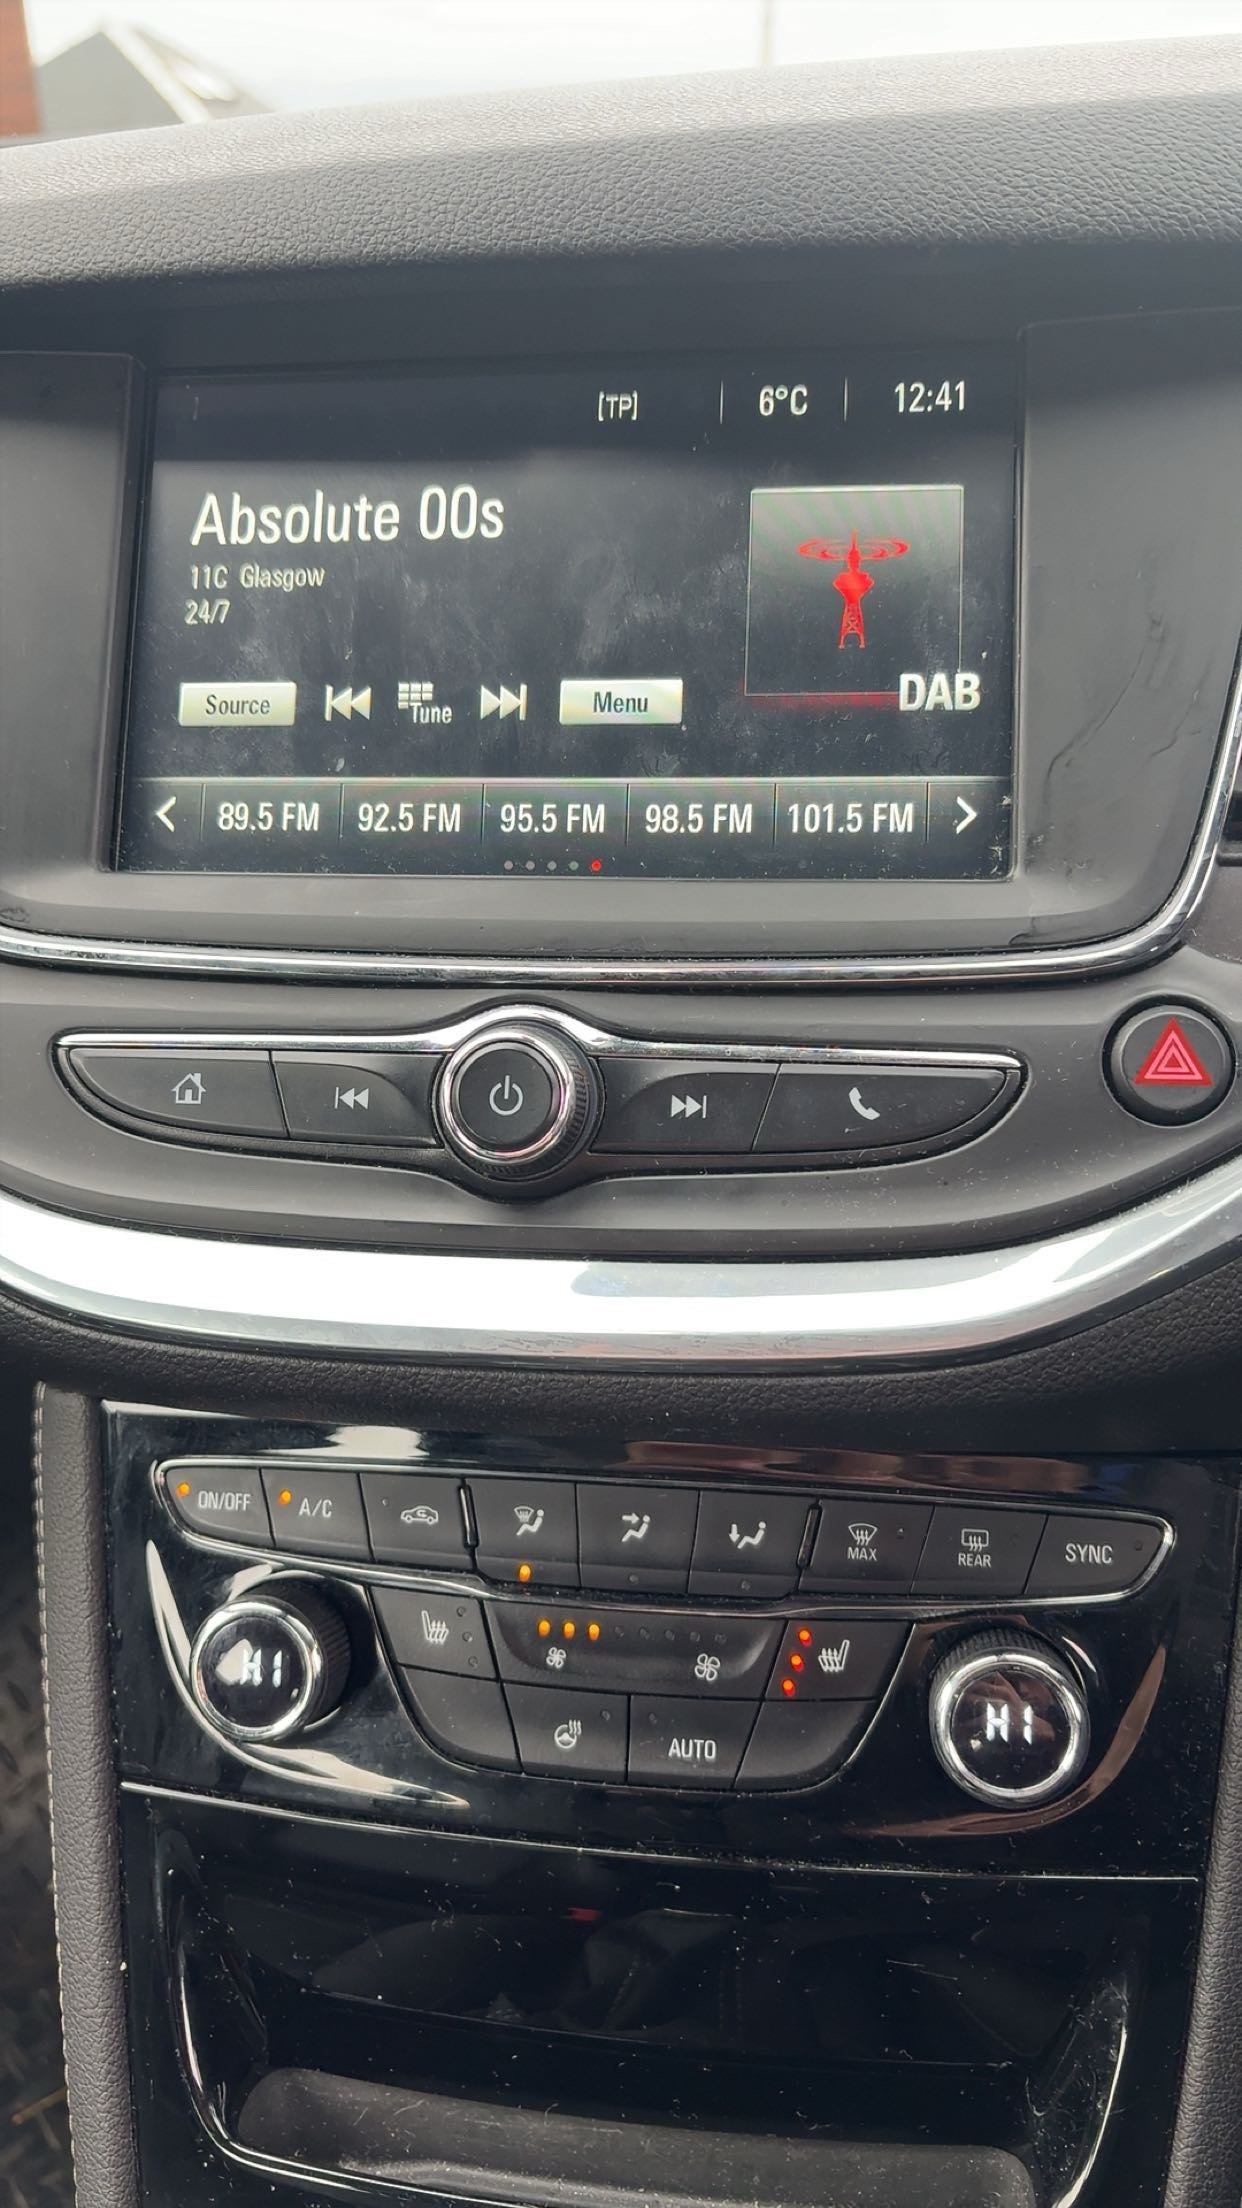 [TP] 6°C 12:41
Absolute 00s
11C Glasgow
24/7
Source Tune Menu
DAB
89.5 FM 92.5 FM 95.5 FM 98.5 FM 101.5 FM
ON/OFF A/C MAX REAR SYNC
HI HI
AUTO